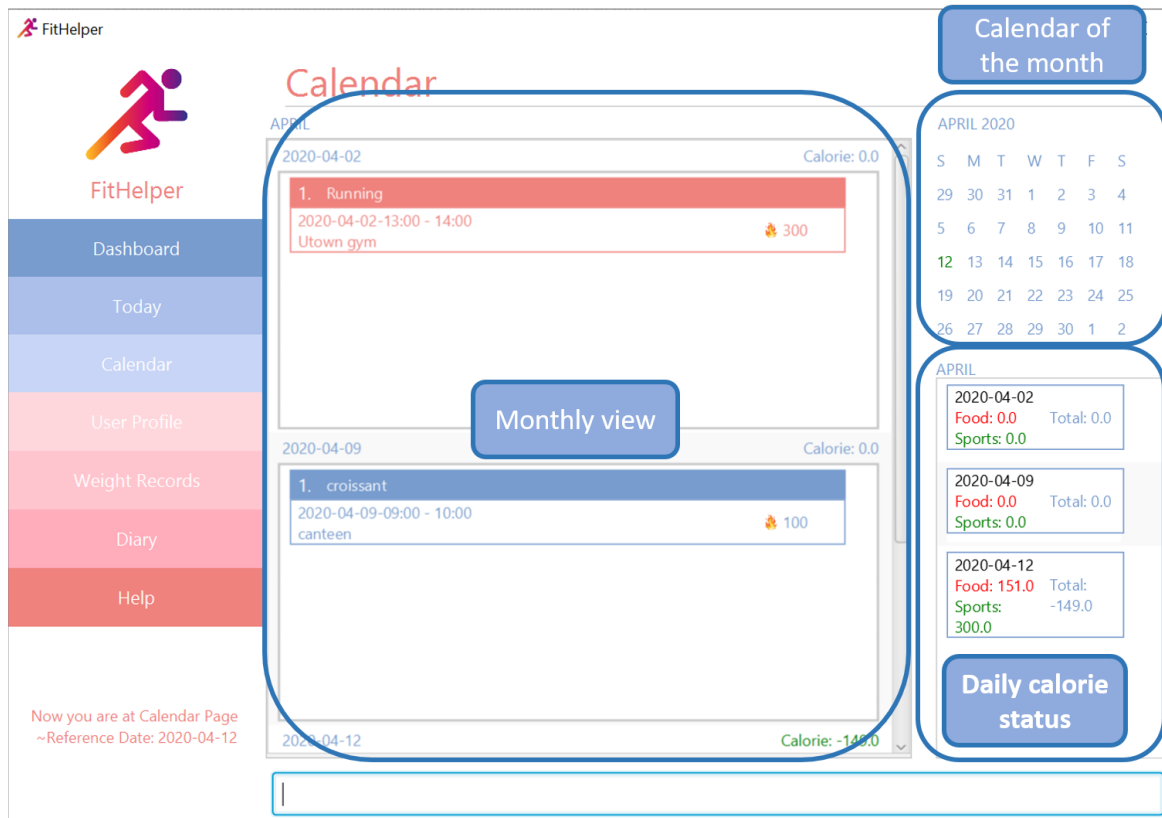 FitHelper
Calendar of
the month
FitHelper
Dashboard
Today
Calendar
User Profile
Weight Records
Diary
Help
Now you are at Calendar Page
~Reference Date: 2020-04-12
Calendar
APRIL
2020-04-02 Calorie: 0.0
1. Running
2020-04-02-13:00 - 14:00
Utown gym
300
Monthly view
2020-04-09 Calorie: 0.0
1. croissant
2020-04-09-09:00 - 10:00
canteen
100
2020-04-12 Calorie: -149.0
APRIL 2020
S M T W T F S
29 30 31 1 2 3 4
5 6 7 8 9 10 11
12 13 14 15 16 17 18
19 20 21 22 23 24 25
26 27 28 29 30 1 2
APRIL
2020-04-02
Food: 0.0 Total: 0.0
Sports: 0.0
2020-04-09
Food: 0.0 Total: 0.0
Sports: 0.0
2020-04-12
Food: 151.0 Total:
Sports: -149.0
300.0
Daily calorie
status